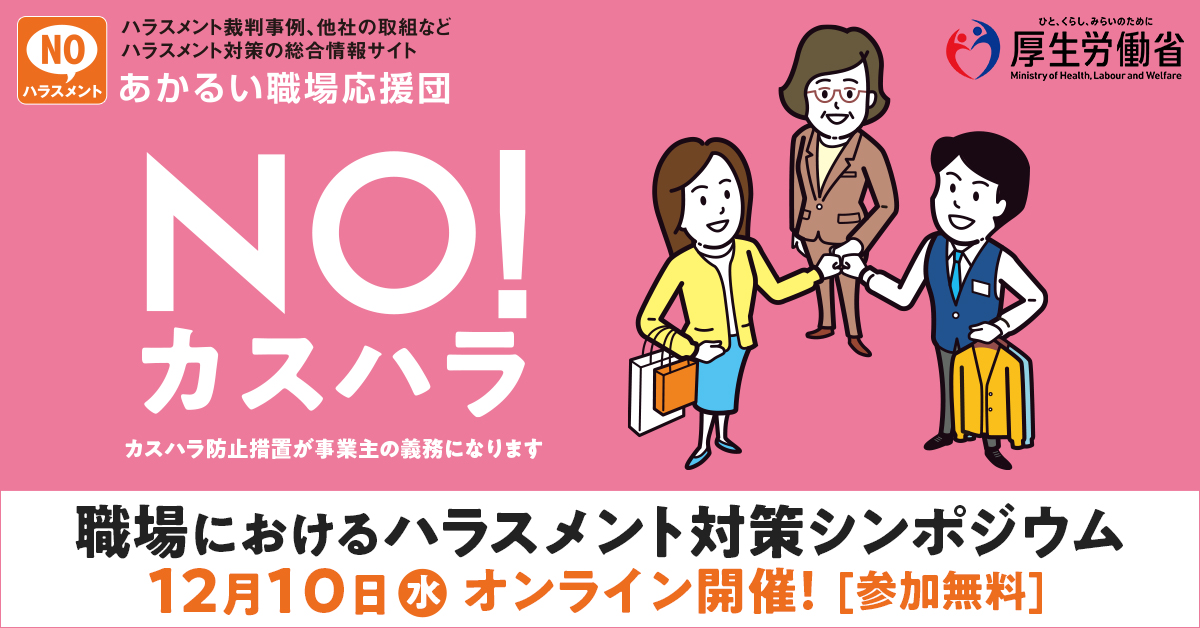 NO
ハラスメント
ハラスメント裁判事例、他社の取組など
ハラスメント対策の総合情報サイト
あかるい職場応援団
ひと、くらし、みらいのために
厚生労働省
Ministry of Health, Labour and Welfare
NO!
カスハラ
カスハラ防止措置が事業主の義務になります
職場におけるハラスメント対策シンポジウム
12月10日水 オンライン開催! [参加無料]